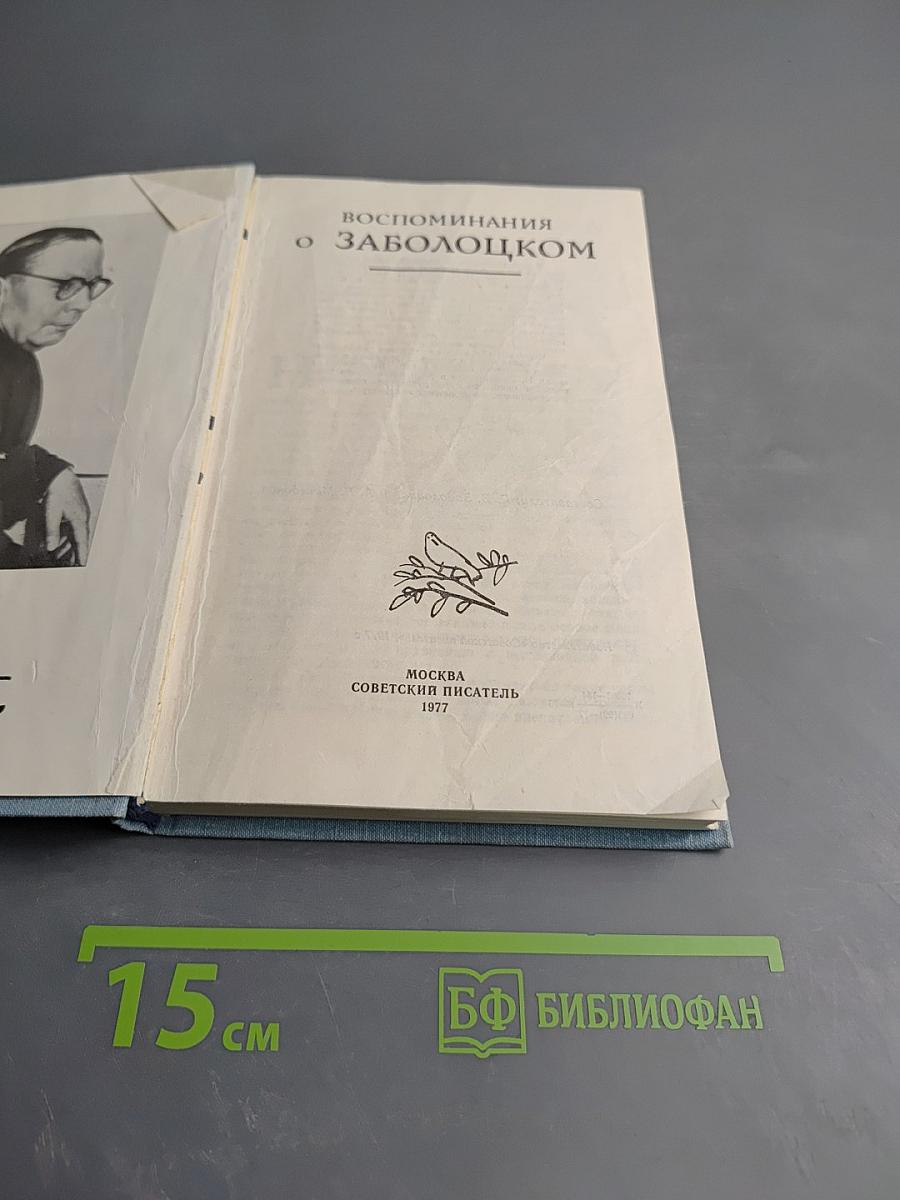 ВОСПОМИНАНИЯ
О ЗАБОЛОЦКОМ
МОСКВА
СОВЕТСКИЙ ПИСАТЕЛЬ
1977
15 см
БФ БИБЛИОФАН